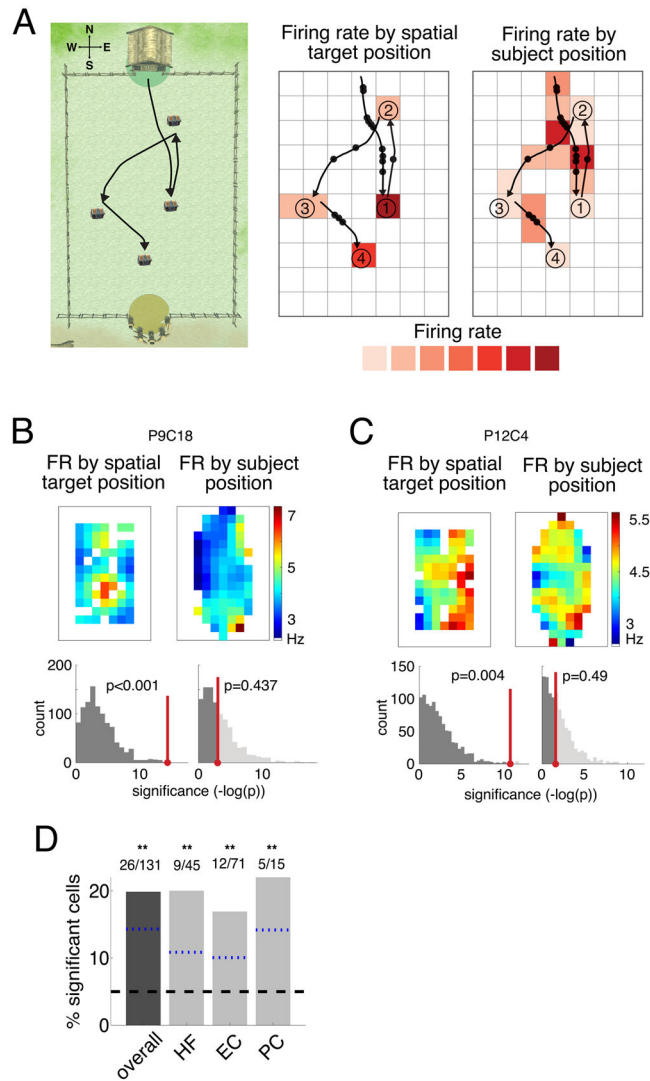 A
N
W E
S
Firing rate by spatial
target position
Firing rate by
subject position
2
2
3
1
3
1
4
4
Firing rate
B
P9C18
FR by spatial
target position
FR by subject
position
7
5
3
Hz
200
100
0
count
p<0.001
p=0.437
0 10
0 10
significance (-log(p))
C
P12C4
FR by spatial
target position
FR by subject
position
5.5
4.5
3
Hz
150
100
50
0
count
p=0.004
p=0.49
0 5 10
0 5 10
significance (-log(p))
D
** ** ** **
26/131 9/45 12/71 5/15
% significant cells
20
10
0
overall HF EC PC